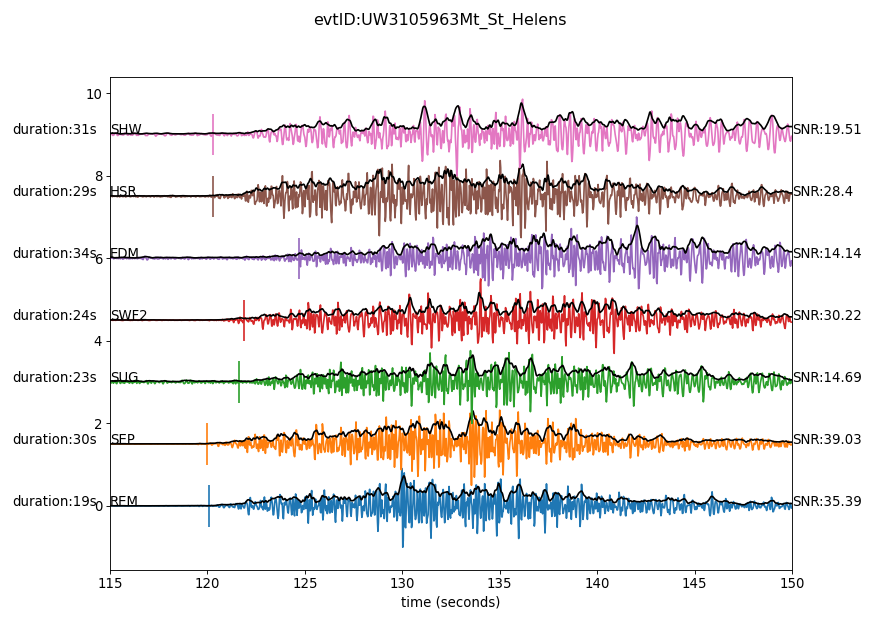 evtID:UW3105963Mt_St_Helens
10
duration:31s SHW SNR:19.51
8
duration:29s HSR SNR:28.4
duration:34s EDM SNR:14.14
6
duration:24s SWF2 SNR:30.22
4
duration:23s SUG SNR:14.69
2
duration:30s SEP SNR:39.03
duration:19s REM SNR:35.39
0
115 120 125 130 135 140 145 150
time (seconds)